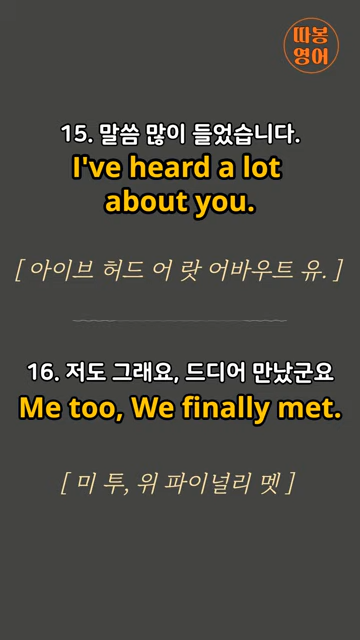 따봉
영어
15. 말씀 많이 들었습니다.
I've heard a lot
about you.
[ 아이브 허드 어 랏 어바우트 유. ]
16. 저도 그래요, 드디어 만났군요
Me too, We finally met.
[ 미 투, 위 파이널리 멧 ]